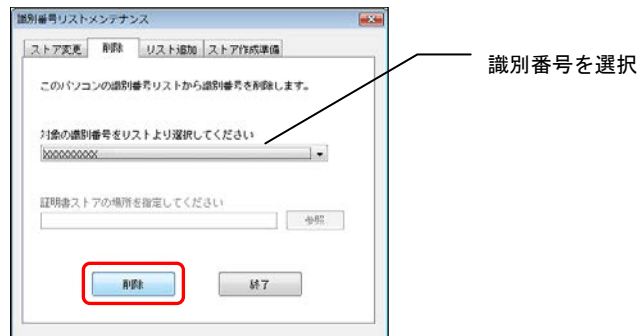 識別番号リストメンテナンス
ストア変更 削除 リスト追加 ストア作成準備
識別番号を選択
このパソコンの識別番号リストから識別番号を削除します。
対象の識別番号をリストより選択してください
XXXXXXXXXX
証明書ストアの場所を指定してください
参照
削除 終了